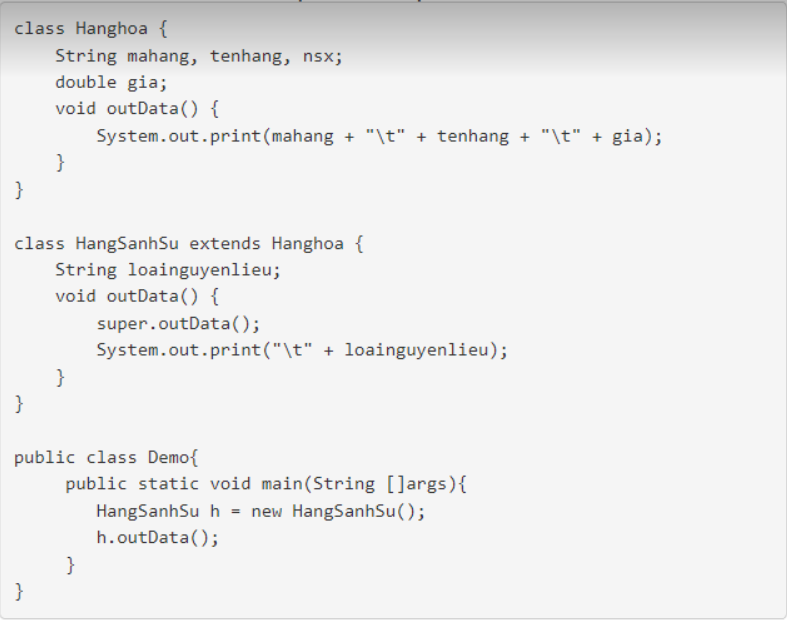 class Hanghoa {
    String mahang, tenhang, nsx;
    double gia;
    void outData() {
        System.out.print(mahang + "\t" + tenhang + "\t" + gia);
    }
}
class HangSanhSu extends Hanghoa {
    String loainguyenlieu;
    void outData() {
        super.outData();
        System.out.print("\t" + loainguyenlieu);
    }
}
public class Demo{
     public static void main(String []args){
        HangSanhSu h = new HangSanhSu();
        h.outData();
     }
}